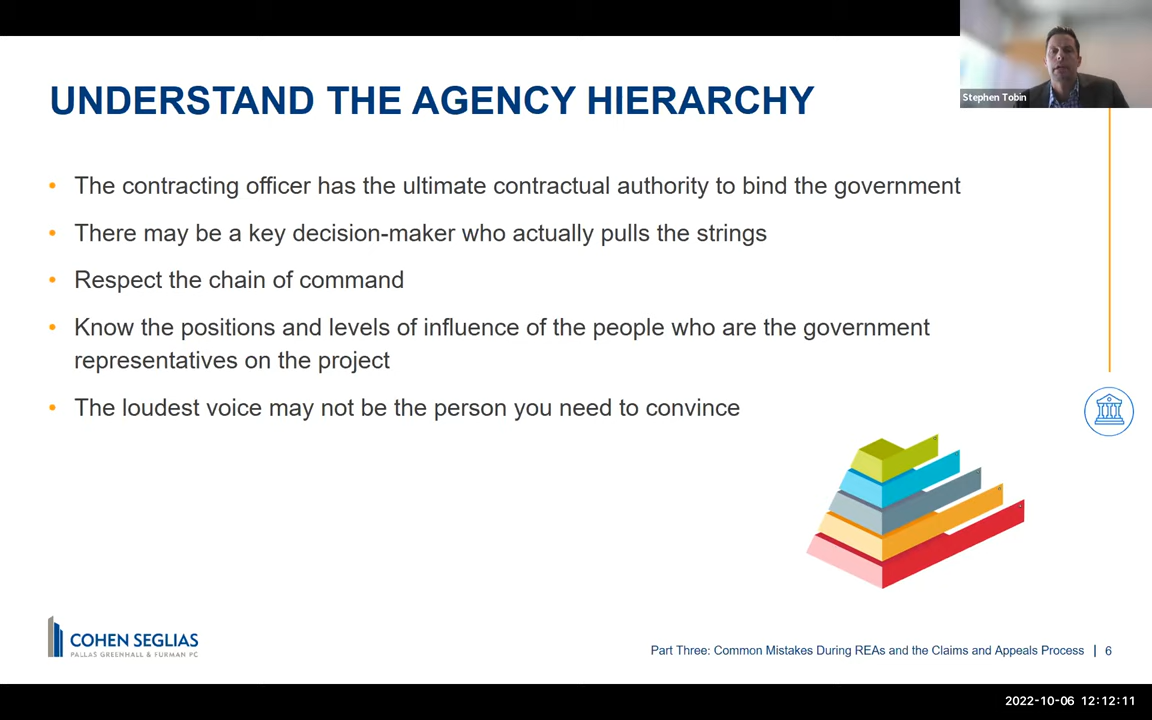 Stephen Tobin
UNDERSTAND THE AGENCY HIERARCHY
• The contracting officer has the ultimate contractual authority to bind the government
• There may be a key decision-maker who actually pulls the strings
• Respect the chain of command
• Know the positions and levels of influence of the people who are the government
representatives on the project
• The loudest voice may not be the person you need to convince
COHEN SEGLIAS
PALLAS GREENHALL & FURMAN PC
Part Three: Common Mistakes During REAs and the Claims and Appeals Process | 6
2022-10-06 12:12:11